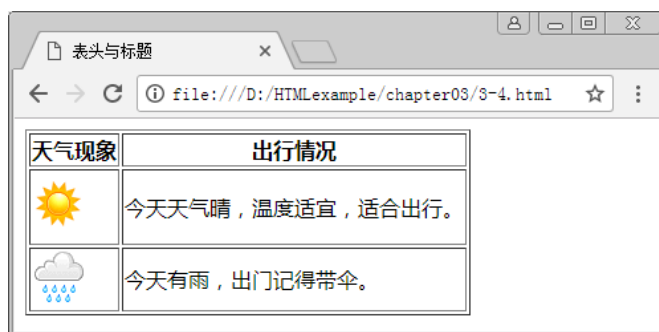 表头与标题
file:///D:/HTMLexample/chapter03/3-4.html
天气现象 出行情况
今天天气晴，温度适宜，适合出行。
今天有雨，出门记得带伞。